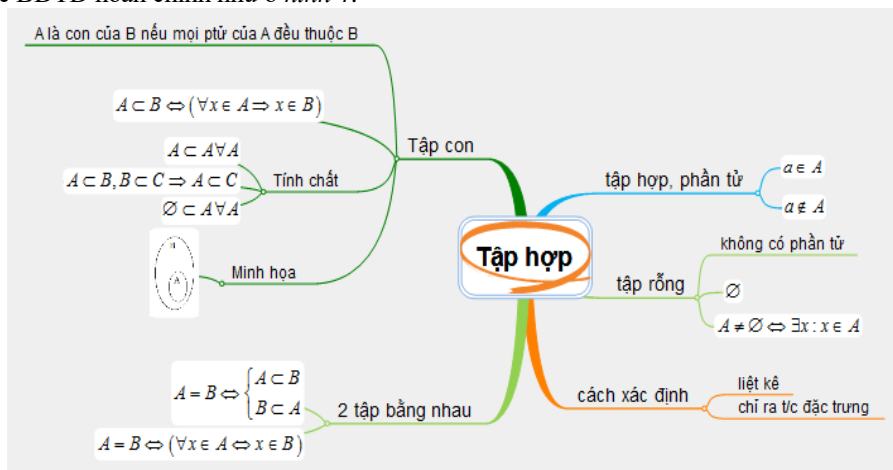 BĐTD hoàn chỉnh như ở hình 1.
A là con của B nếu mọi ptử của A đều thuộc B
A ⊂ B ⇔ (∀x ∈ A ⇒ x ∈ B)
Tập con
A ⊂ A∀A
A ⊂ B, B ⊂ C ⇒ A ⊂ C
∅ ⊂ A∀A
Tính chất
A
Minh họa
Tập hợp
tập hợp, phần tử
a ∈ A
a ∉ A
tập rỗng
không có phần tử
∅
A ≠ ∅ ⇔ ∃x : x ∈ A
cách xác định
liệt kê
chỉ ra t/c đặc trưng
2 tập bằng nhau
A = B ⇔ { A ⊂ B
B ⊂ A
A = B ⇔ (∀x ∈ A ⇔ x ∈ B)